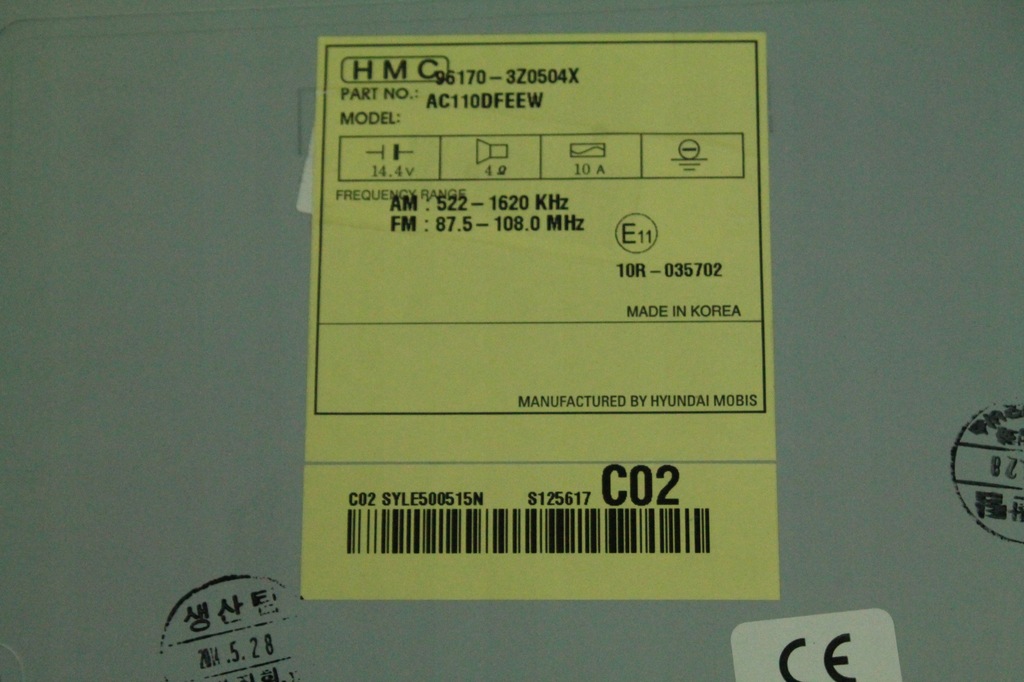 HMC 96170-3Z0504X
PART NO.: AC110DFEEW
MODEL:
14.4V 4Ω 10 A
FREQUENCY RANGE
AM : 522-1620 KHz
FM : 87.5-108.0 MHz
E11
10R-035702
MADE IN KOREA
MANUFACTURED BY HYUNDAI MOBIS
C02 SYLE500515N S125617 C02
생산팀
2014.5.28
CE